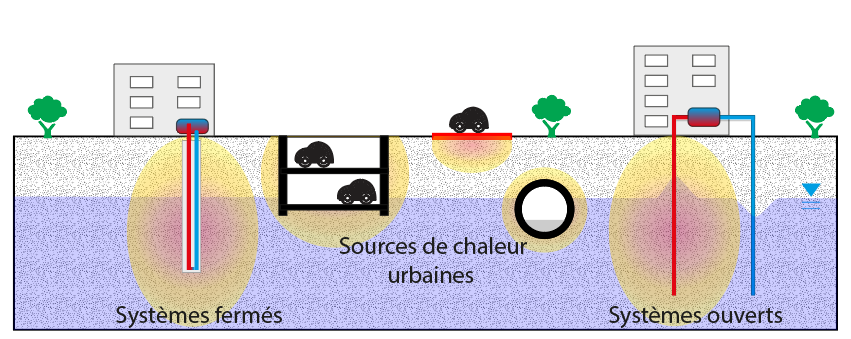 Sources de chaleur
urbaines
Systèmes fermés
Systèmes ouverts